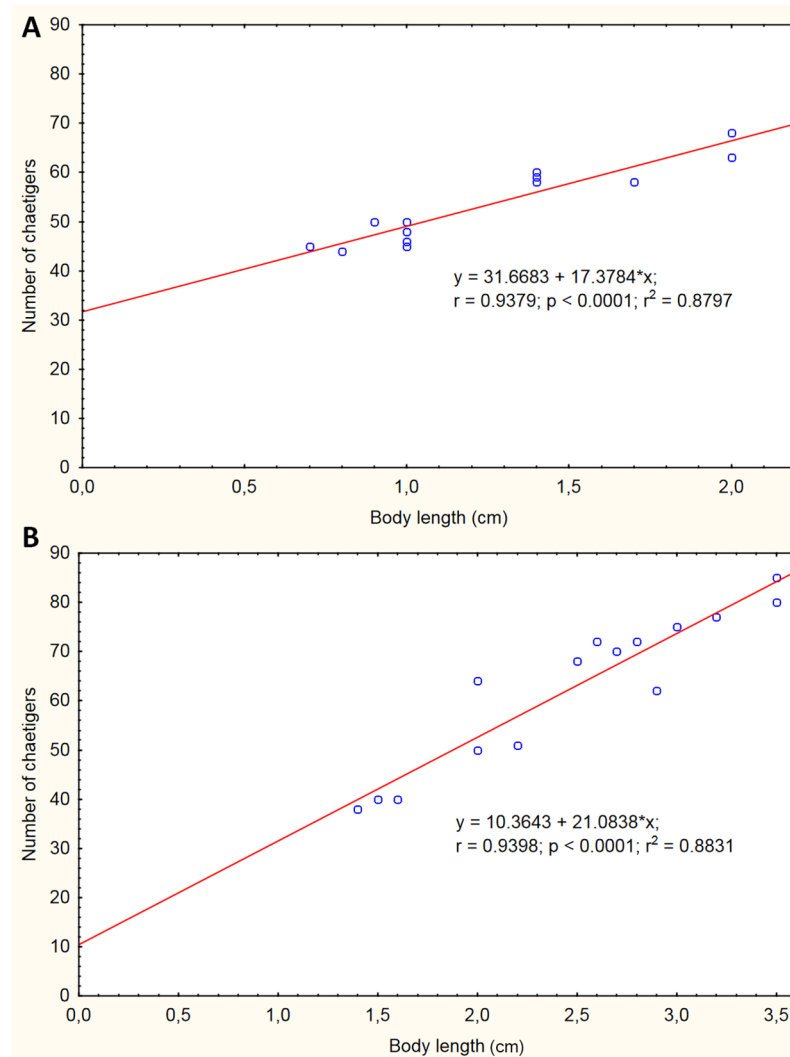 A
90
80
70
60
50
40
30
20
10
0
Number of chaetigers
y = 31.6683 + 17.3784*x;
r = 0.9379; p < 0.0001; r² = 0.8797
0,0 0,5 1,0 1,5 2,0
Body length (cm)
B
90
80
70
60
50
40
30
20
10
0
Number of chaetigers
y = 10.3643 + 21.0838*x;
r = 0.9398; p < 0.0001; r² = 0.8831
0,0 0,5 1,0 1,5 2,0 2,5 3,0 3,5
Body length (cm)